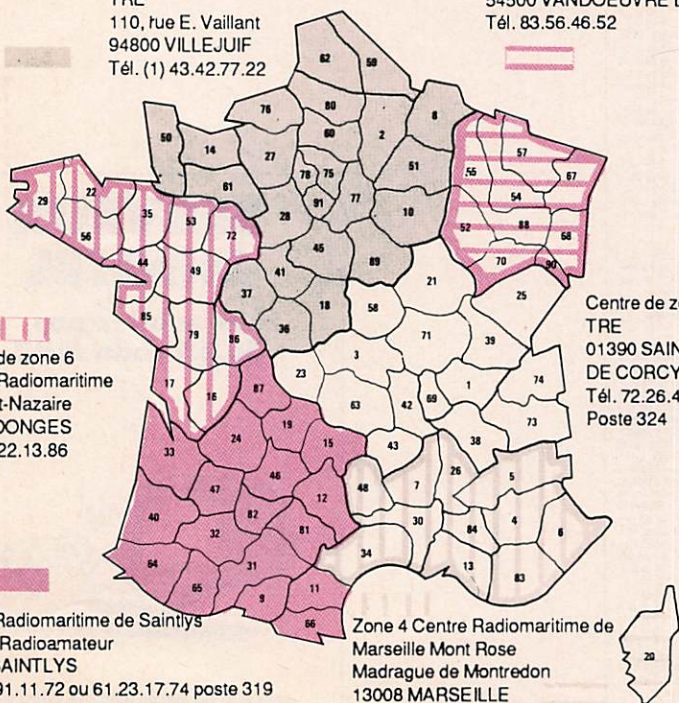 TRE
110, rue E. Vaillant
94800 VILLEJUIF
Tél. (1) 43.42.77.22
54500 VANDOEUVRE
Tél. 83.56.46.52
62 59
76 80 8
50 14 60 2
27 78 75 51 57
61 77 55 67
91 54
29 22 35 53 28 10 52 88 68
56 72 45 70 90
44 49 41 89 21
37 58 25
85 18
79 86 36 71 39
3
17 16 87 23 1 74
63 42 69
19 73
33 24 15 43 38
46 26 5
47 12 48 7
40 82 30 84 4 6
32 81 34
64 31 13 83
65 11
9
66
20
Centre de
TRE
01390
DE CORCY
Tél. 72.26.4
Poste 324
de zone 6
Radiomaritime
t-Nazaire
DONGES
22.13.86
Radiomaritime de Saintlys
Radioamateur
SAINTLYS
91.11.72 ou 61.23.17.74 poste 319
Zone 4 Centre Radiomaritime de
Marseille Mont Rose
Madrague de Montredon
13008 MARSEILLE